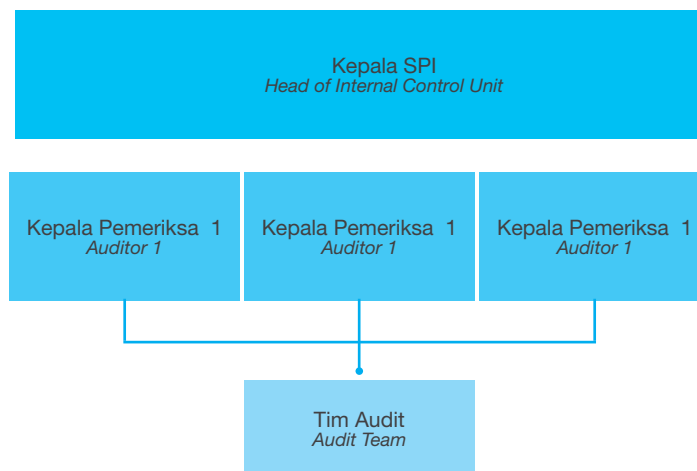 Kepala SPI
Head of Internal Control Unit
Kepala Pemeriksa 1
Auditor 1
Kepala Pemeriksa 1
Auditor 1
Kepala Pemeriksa 1
Auditor 1
Tim Audit
Audit Team